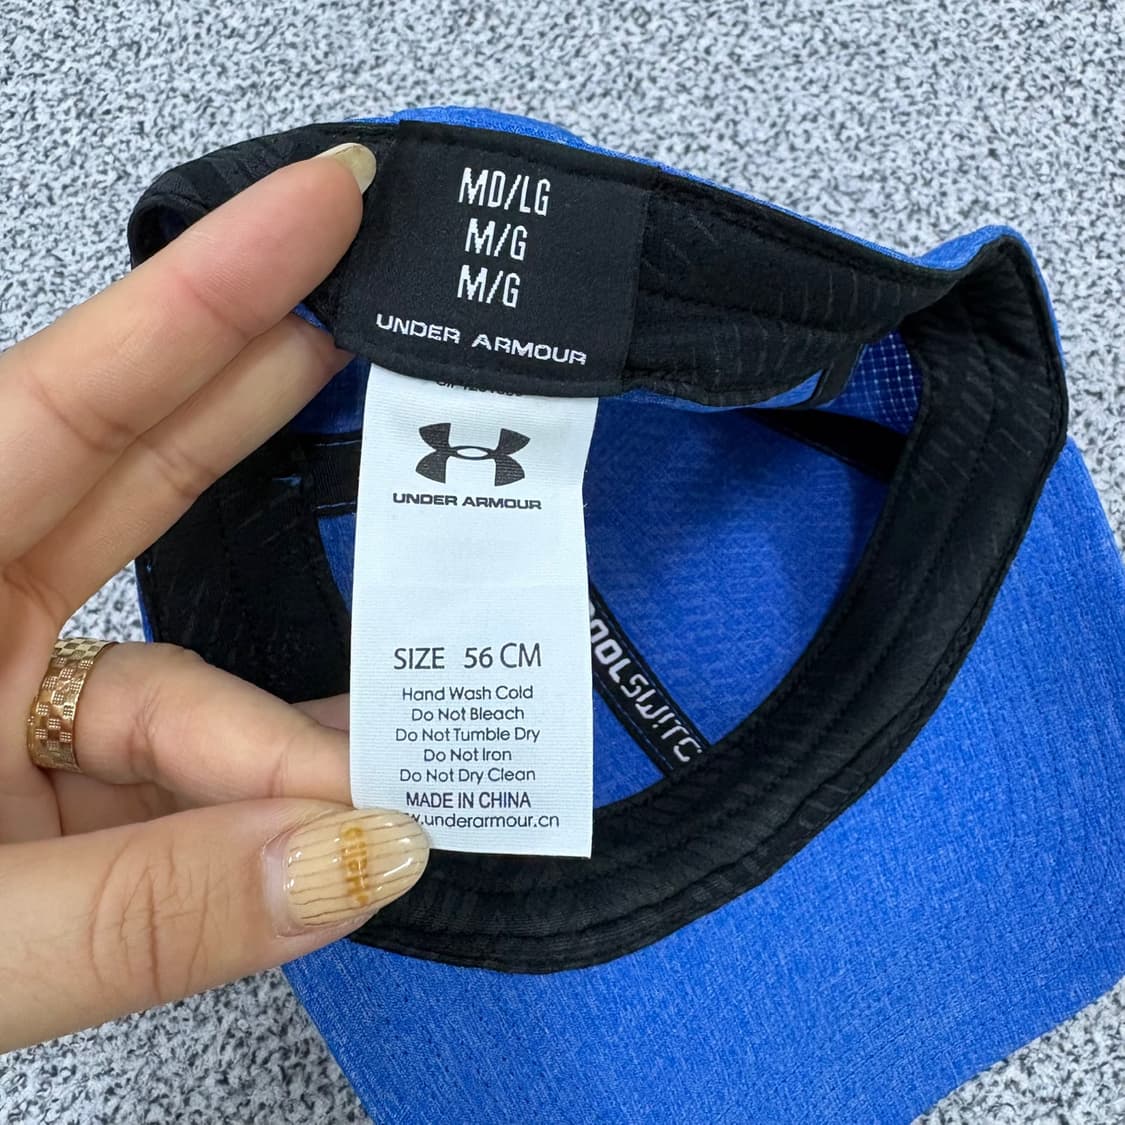 MD/LG
M/G
M/G
UNDER ARMOUR
UNDER ARMOUR
SIZE 56 CM
Hand Wash Cold
Do Not Bleach
Do Not Tumble Dry
Do Not Iron
Do Not Dry Clean
MADE IN CHINA
w.underarmour.cn
OOLSWITC